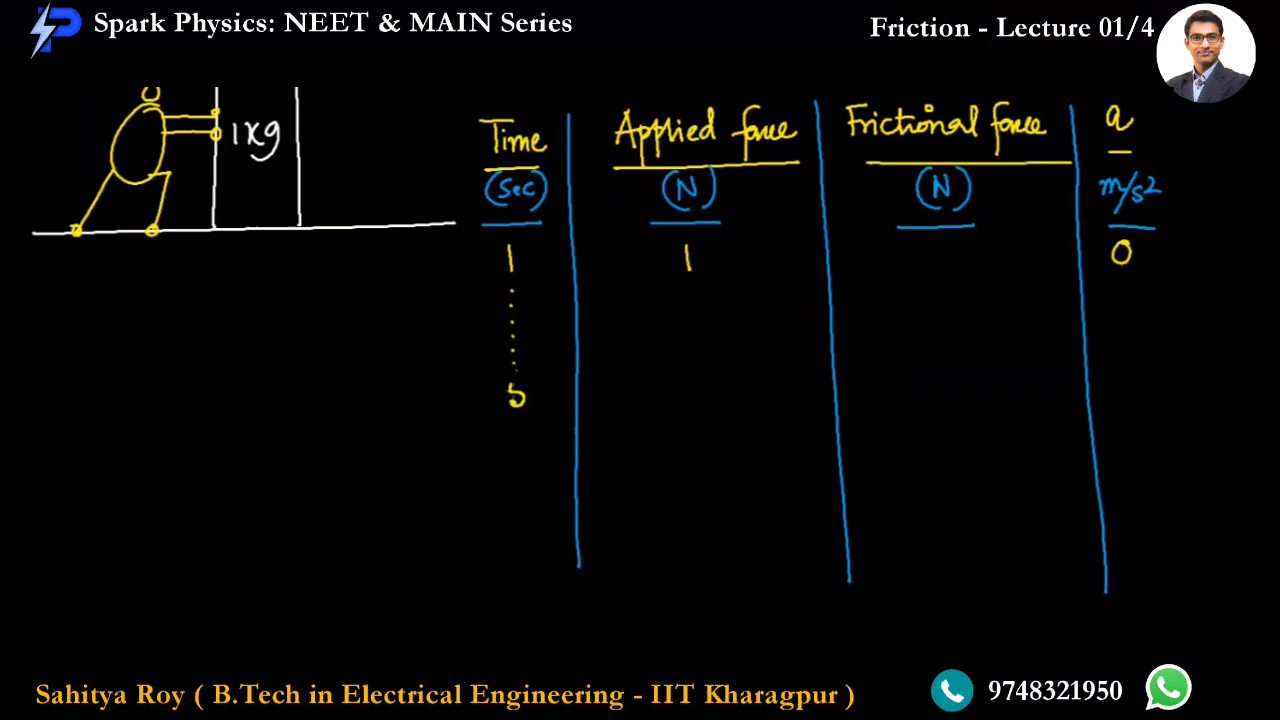 Spark Physics: NEET & MAIN Series
Friction - Lecture 01/4
1kg
Time Applied force Frictional force a
(Sec) (N) (N) m/s2
1 1 0
5
Sahitya Roy ( B.Tech in Electrical Engineering - IIT Kharagpur )
9748321950